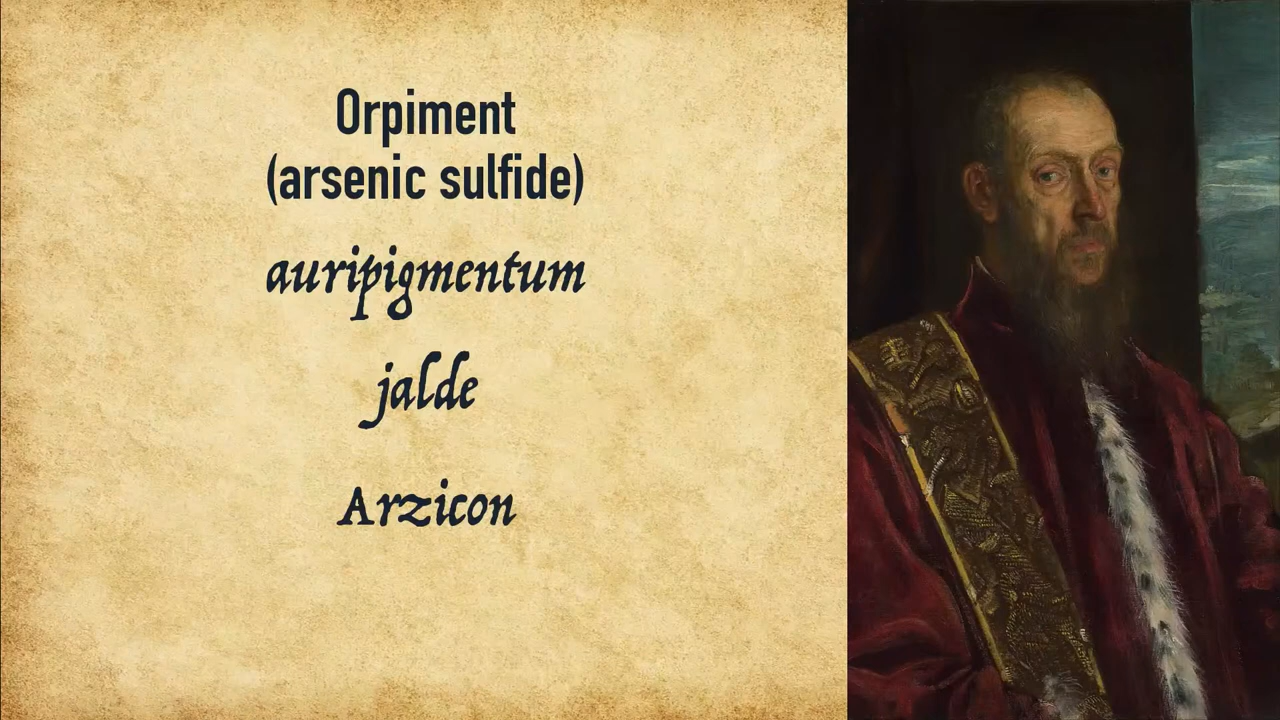 Orpiment
(arsenic sulfide)
auripigmentum
jalde
Arzicon